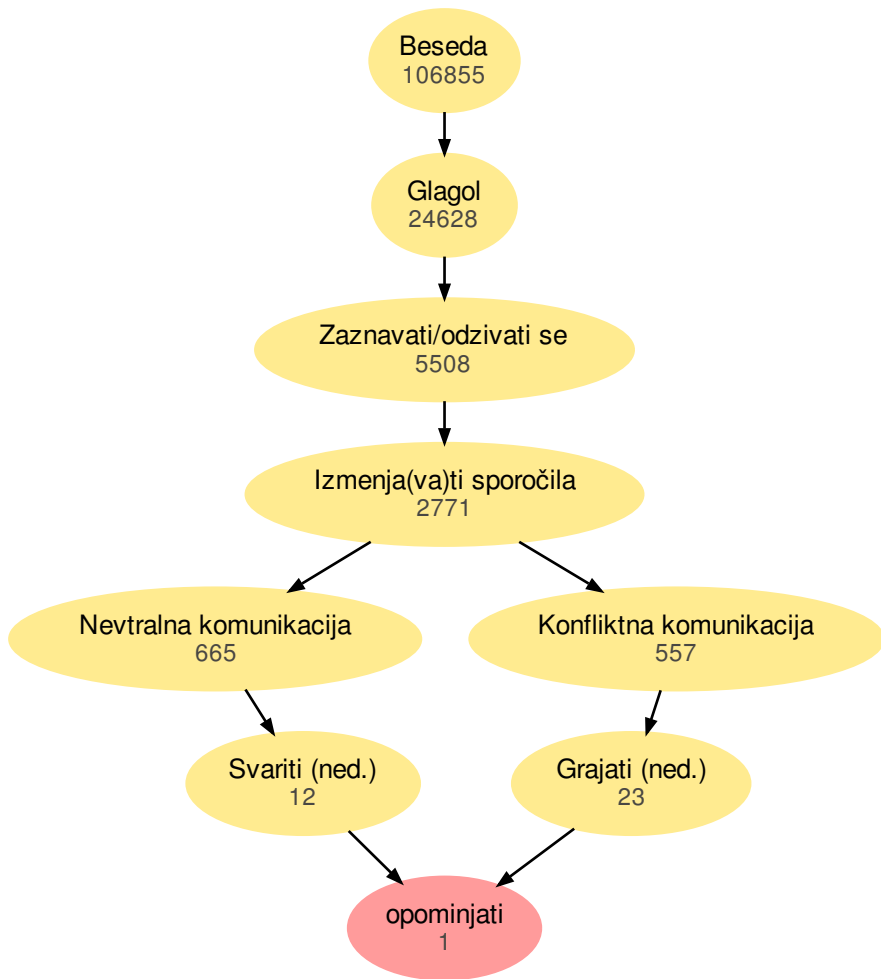 Beseda
106855
Glagol
24628
Zaznavati/odzivati se
5508
Izmenja(va)ti sporočila
2771
Nevtralna komunikacija
665
Konfliktna komunikacija
557
Svariti (ned.)
12
Grajati (ned.)
23
opominjati
1